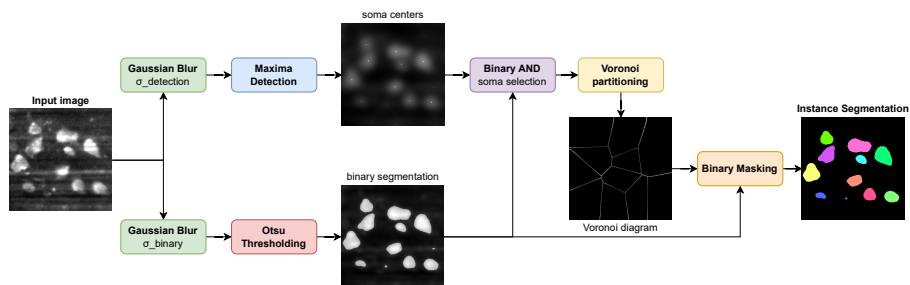 soma centers
Gaussian Blur
σ_detection
Maxima
Detection
Binary AND
soma selection
Voronoi
partitioning
Input image
Instance Segmentation
Binary Masking
binary segmentation
Gaussian Blur
σ_binary
Otsu
Thresholding
Voronoi diagram